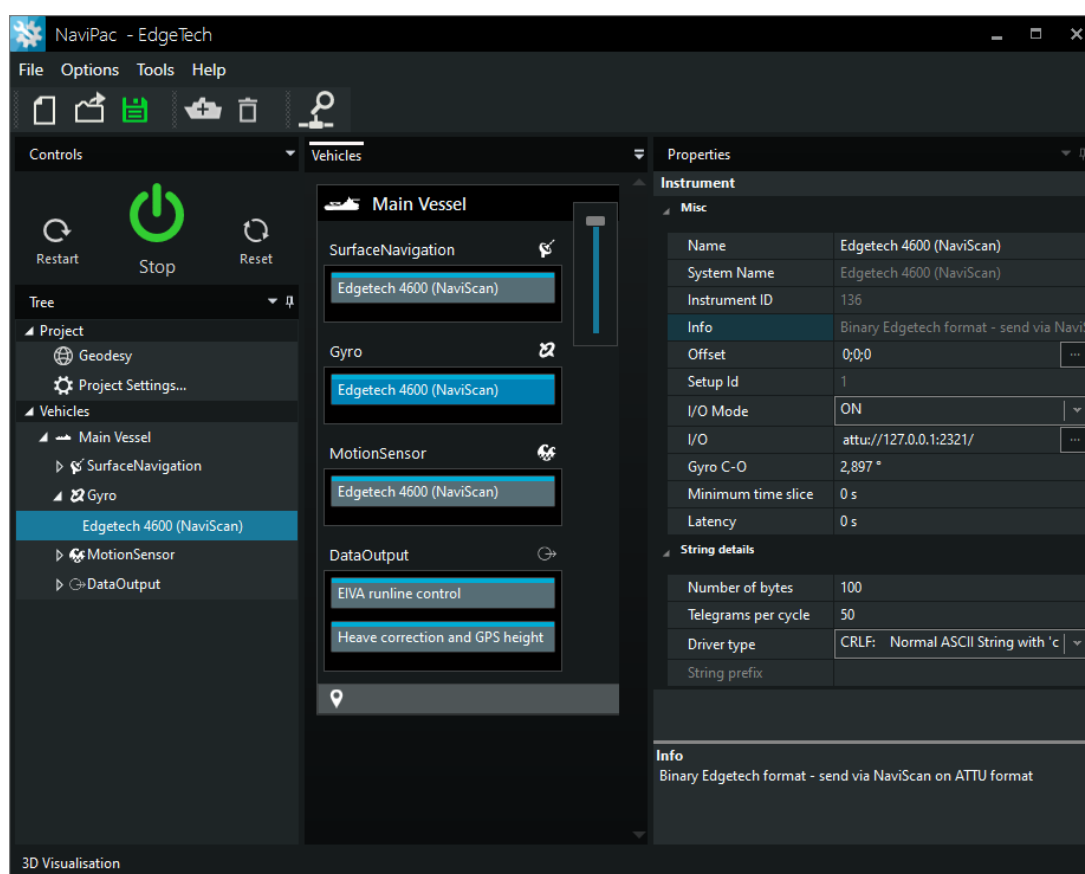 NaviPac - EdgeTech
File Options Tools Help
Controls
Restart
Stop
Reset
Tree
Project
Geodesy
Project Settings...
Vehicles
Main Vessel
SurfaceNavigation
Gyro
Edgetech 4600 (NaviScan)
MotionSensor
DataOutput
Vehicles
Main Vessel
SurfaceNavigation
Edgetech 4600 (NaviScan)
Gyro
Edgetech 4600 (NaviScan)
MotionSensor
Edgetech 4600 (NaviScan)
DataOutput
EIVA runline control
Heave correction and GPS height
Properties
Instrument
Misc
Name Edgetech 4600 (NaviScan)
System Name Edgetech 4600 (NaviScan)
Instrument ID 136
Info Binary Edgetech format - send via NaviS
Offset 0;0;0 ...
Setup Id 1
I/O Mode ON
I/O attu://127.0.0.1:2321/ ...
Gyro C-O 2,897 °
Minimum time slice 0 s
Latency 0 s
String details
Number of bytes 100
Telegrams per cycle 50
Driver type CRLF: Normal ASCII String with 'c
String prefix
Info
Binary Edgetech format - send via NaviScan on ATTU format
3D Visualisation